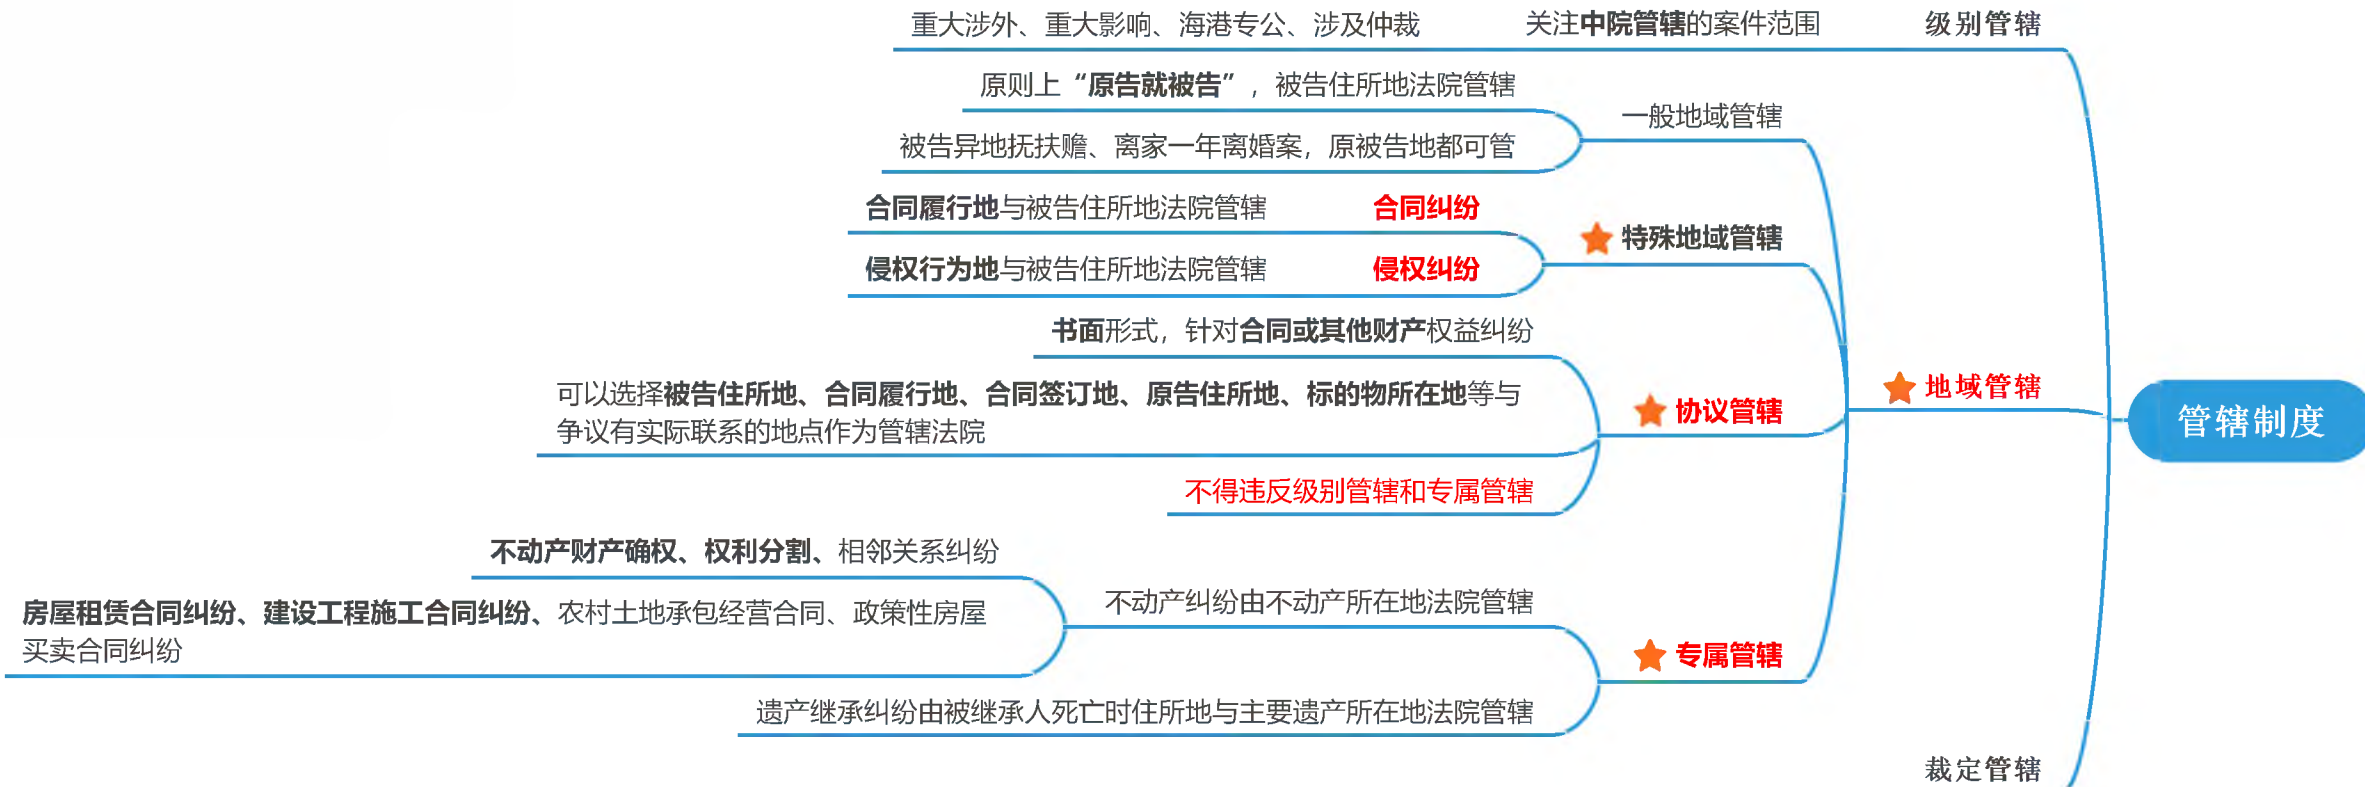 管辖制度
级别管辖
关注中院管辖的案件范围
重大涉外、重大影响、海港专公、涉及仲裁
地域管辖
一般地域管辖
原则上“原告就被告”，被告住所地法院管辖
被告异地抚扶赡、离家一年离婚案，原被告地都可管
特殊地域管辖
合同纠纷
合同履行地与被告住所地法院管辖
侵权纠纷
侵权行为地与被告住所地法院管辖
协议管辖
书面形式，针对合同或其他财产权益纠纷
可以选择被告住所地、合同履行地、合同签订地、原告住所地、标的物所在地等与
争议有实际联系的地点作为管辖法院
不得违反级别管辖和专属管辖
专属管辖
不动产纠纷由不动产所在地法院管辖
不动产财产确权、权利分割、相邻关系纠纷
房屋租赁合同纠纷、建设工程施工合同纠纷、农村土地承包经营合同、政策性房屋
买卖合同纠纷
遗产继承纠纷由被继承人死亡时住所地与主要遗产所在地法院管辖
裁定管辖